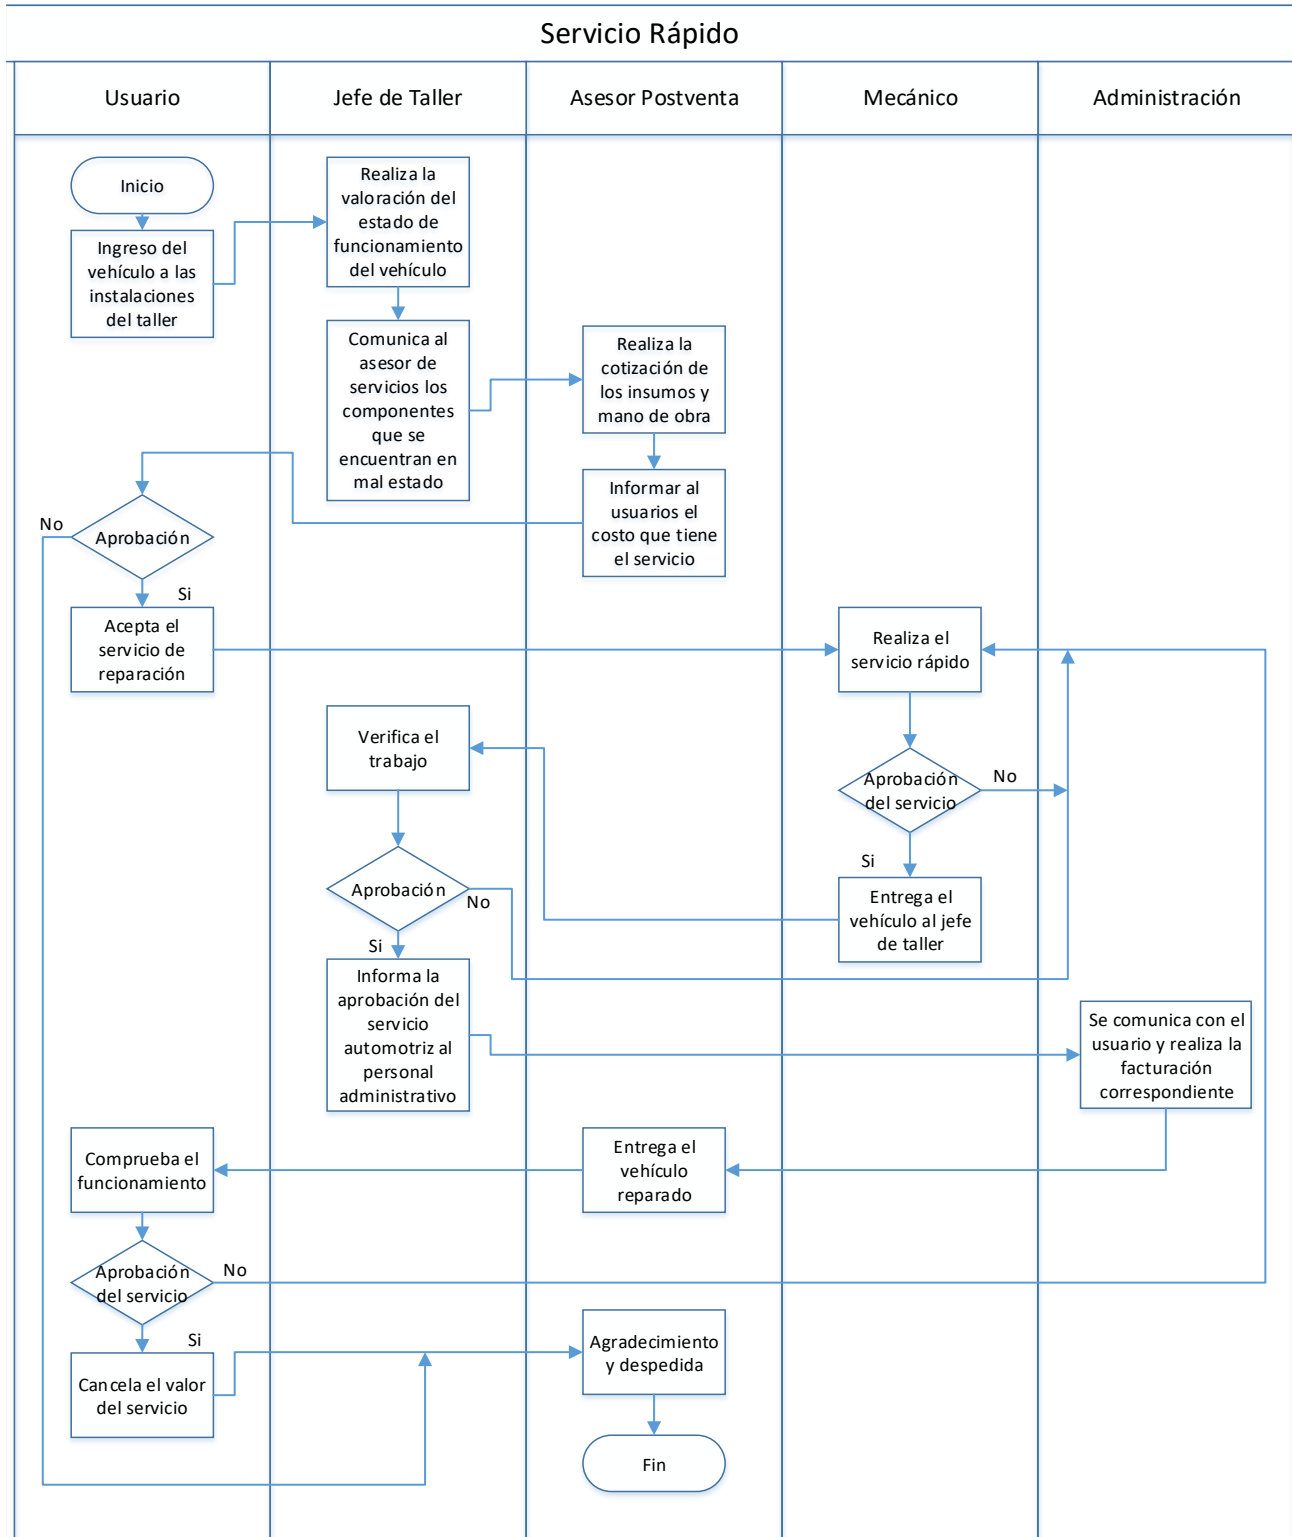 Servicio Rápido
Usuario
Jefe de Taller
Asesor Postventa
Mecánico
Administración
Inicio
Ingreso del
vehículo a las
instalaciones
del taller
Realiza la
valoración del
estado de
funcionamiento
del vehículo
Comunica al
asesor de
servicios los
componentes
que se
encuentran en
mal estado
Realiza la
cotización de
los insumos y
mano de obra
Informar al
usuarios el
costo que tiene
el servicio
No
Aprobación
Si
Acepta el
servicio de
reparación
Realiza el
servicio rápido
Aprobación
del servicio
No
Si
Entrega el
vehículo al jefe
de taller
Verifica el
trabajo
Aprobación
No
Si
Informa la
aprobación del
servicio
automotriz al
personal
administrativo
Se comunica con el
usuario y realiza la
facturación
correspondiente
Entrega el
vehículo
reparado
Comprueba el
funcionamiento
Aprobación
del servicio
No
Si
Cancela el valor
del servicio
Agradecimiento
y despedida
Fin